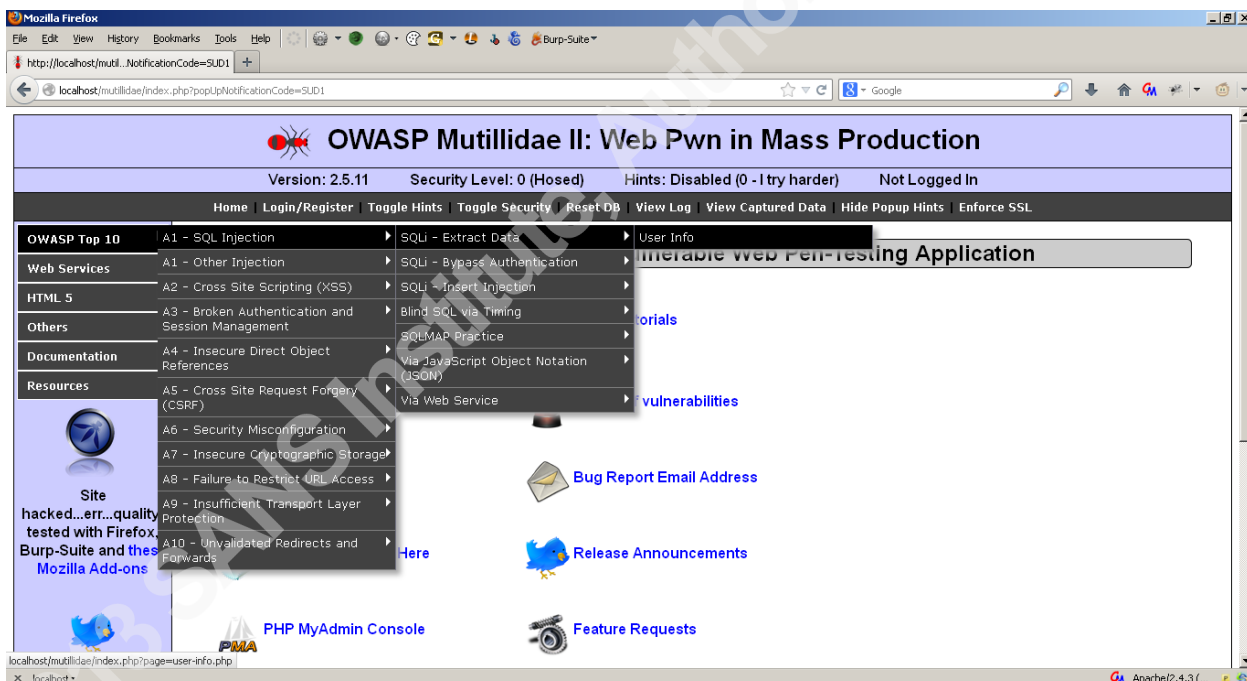 Mozilla Firefox
File Edit View History Bookmarks Tools Help Burp-Suite
http://localhost/mutil...NotificationCode=SUD1 +
localhost/mutillidae/index.php?popUpNotificationCode=SUD1 Google
OWASP Mutillidae II: Web Pwn in Mass Production
Version: 2.5.11 Security Level: 0 (Hosed) Hints: Disabled (0 - I try harder) Not Logged In
Home | Login/Register | Toggle Hints | Toggle Security | Reset DB | View Log | View Captured Data | Hide Popup Hints | Enforce SSL
OWASP Top 10
Web Services
HTML 5
Others
Documentation
Resources
A1 - SQL Injection
A1 - Other Injection
A2 - Cross Site Scripting (XSS)
A3 - Broken Authentication and
Session Management
A4 - Insecure Direct Object
References
A5 - Cross Site Request Forgery
(CSRF)
A6 - Security Misconfiguration
A7 - Insecure Cryptographic Storage
A8 - Failure to Restrict URL Access
A9 - Insufficient Transport Layer
Protection
A10 - Unvalidated Redirects and
Forwards
SQLi - Extract Data
SQLi - Bypass Authentication
SQLi - Insert Injection
Blind SQL via Timing
SQLMAP Practice
Via JavaScript Object Notation
(JSON)
Via Web Service
User Info
Web Pen-Testing Application
vulnerabilities
Bug Report Email Address
Here
Release Announcements
PHP MyAdmin Console
PMA
Feature Requests
Site
hacked...err...quality
tested with Firefox,
Burp-Suite and
Mozilla Add-ons
localhost/mutillidae/index.php?page=user-info.php
Apache/2.4.3 (
SANS Institute,